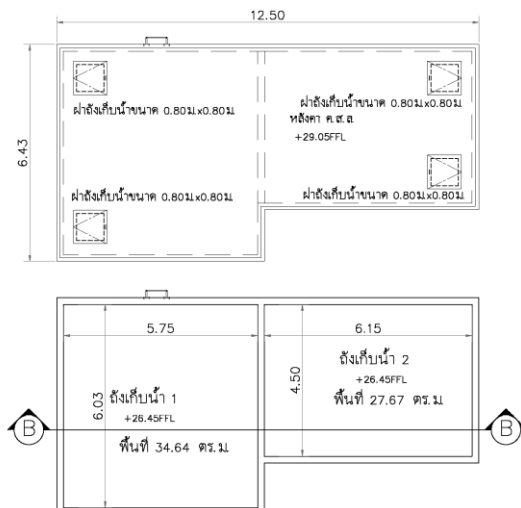 12.50
6.43
ฝาถังเก็บน้ำขนาด 0.80ม.x0.80ม.
ฝาถังเก็บน้ำขนาด 0.80ม.x0.80ม.
หลังคา ค.ส.ล.
+29.05FFL
ฝาถังเก็บน้ำขนาด 0.80ม.x0.80ม.
ฝาถังเก็บน้ำขนาด 0.80ม.x0.80ม.
5.75
6.15
6.03
4.50
ถังเก็บน้ำ 1
+26.45FFL
พื้นที่ 34.64 ตร.ม.
ถังเก็บน้ำ 2
+26.45FFL
พื้นที่ 27.67 ตร.ม.
B
B